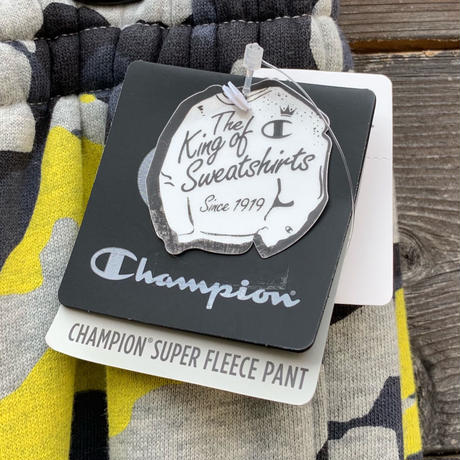 The
King of
Sweatshirts
Since 1919
Champion
CHAMPION® SUPER FLEECE PANT